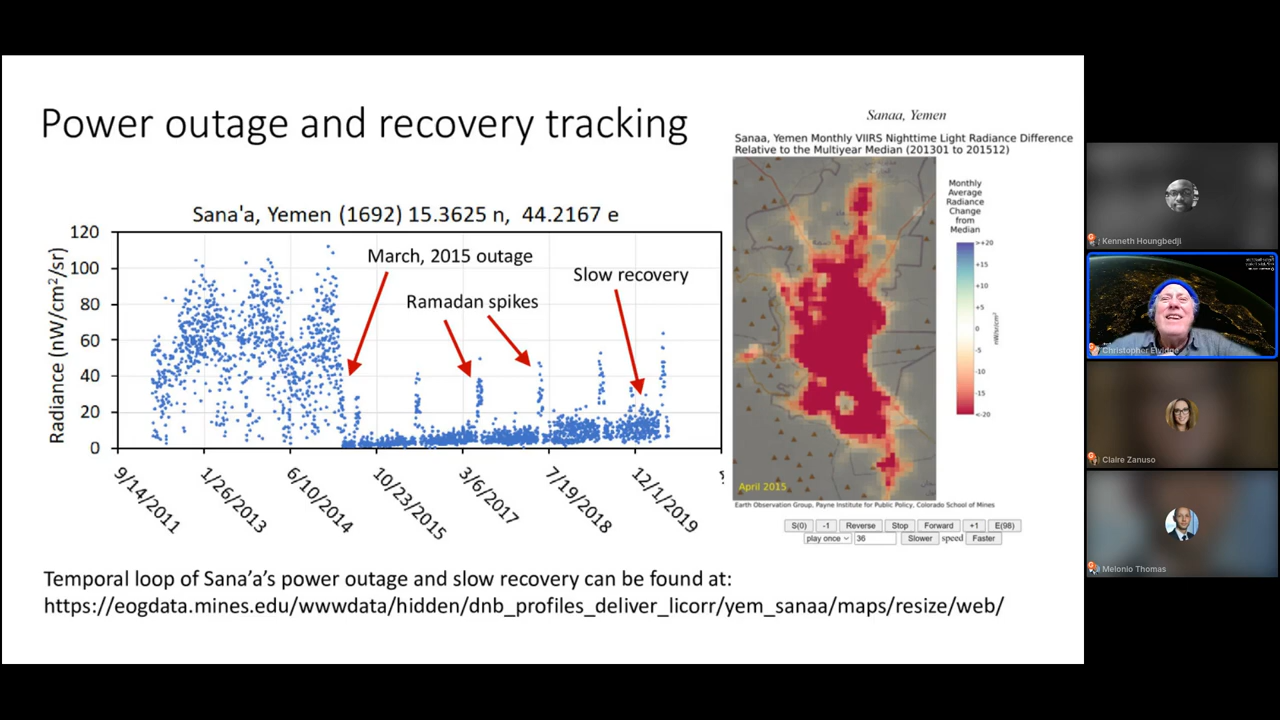 Power outage and recovery tracking
Sana'a, Yemen (1692) 15.3625 n, 44.2167 e
Radiance (nW/cm²/sr)
120
100
80
60
40
20
0
March, 2015 outage
Ramadan spikes
Slow recovery
9/14/2011
1/26/2013
6/10/2014
10/23/2015
3/6/2017
7/19/2018
12/1/2019
Sanaa, Yemen
Sanaa, Yemen Monthly VIIRS Nighttime Light Radiance Difference
Relative to the Multiyear Median (201301 to 201512)
Monthly
Average
Radiance
Change
from
Median
>+20
+15
+10
+5
0
-5
-10
-15
<-20
nW/sr/cm²
April 2015
Earth Observation Group, Payne Institute for Public Policy, Colorado School of Mines
S(0) -1 Reverse Stop Forward +1 E(98)
play once 36 Slower speed Faster
Temporal loop of Sana’a’s power outage and slow recovery can be found at:
https://eogdata.mines.edu/wwwdata/hidden/dnb_profiles_deliver_licorr/yem_sanaa/maps/resize/web/
Kenneth Houngbedji
Christopher Elvidge
Claire Zanuso
Melonio Thomas